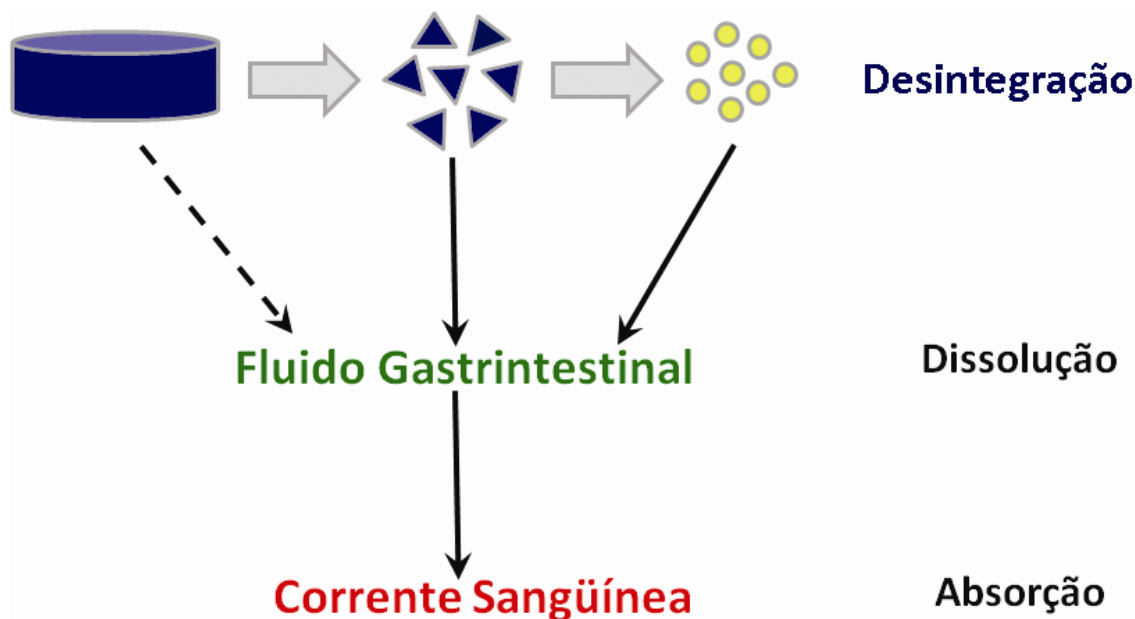 Desintegração
Fluido Gastrintestinal
Dissolução
Corrente Sangüínea
Absorção